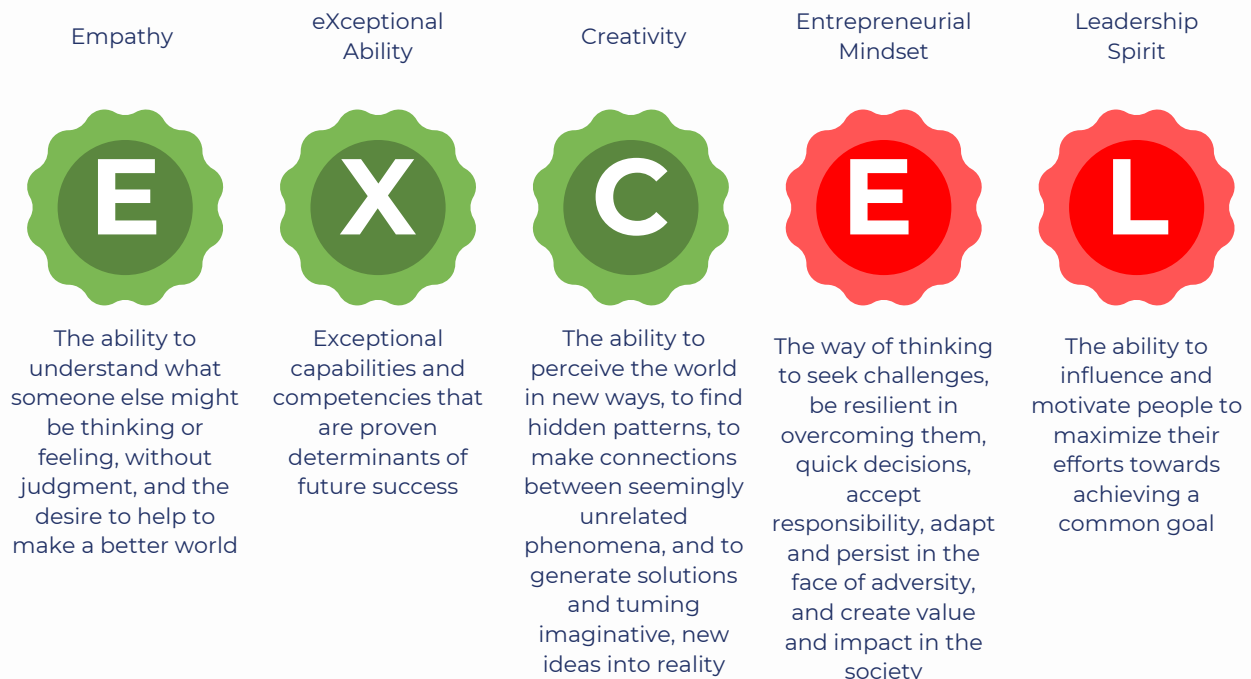 Empathy
eXceptional
Ability
Creativity
Entrepreneurial
Mindset
Leadership
Spirit
E
X
C
E
L
The ability to
understand what
someone else might
be thinking or
feeling, without
judgment, and the
desire to help to
make a better world
Exceptional
capabilities and
competencies that
are proven
determinants of
future success
The ability to
perceive the world
in new ways, to find
hidden patterns, to
make connections
between seemingly
unrelated
phenomena, and to
generate solutions
and tuming
imaginative, new
ideas into reality
The way of thinking
to seek challenges,
be resilient in
overcoming them,
quick decisions,
accept
responsibility, adapt
and persist in the
face of adversity,
and create value
and impact in the
society
The ability to
influence and
motivate people to
maximize their
efforts towards
achieving a
common goal